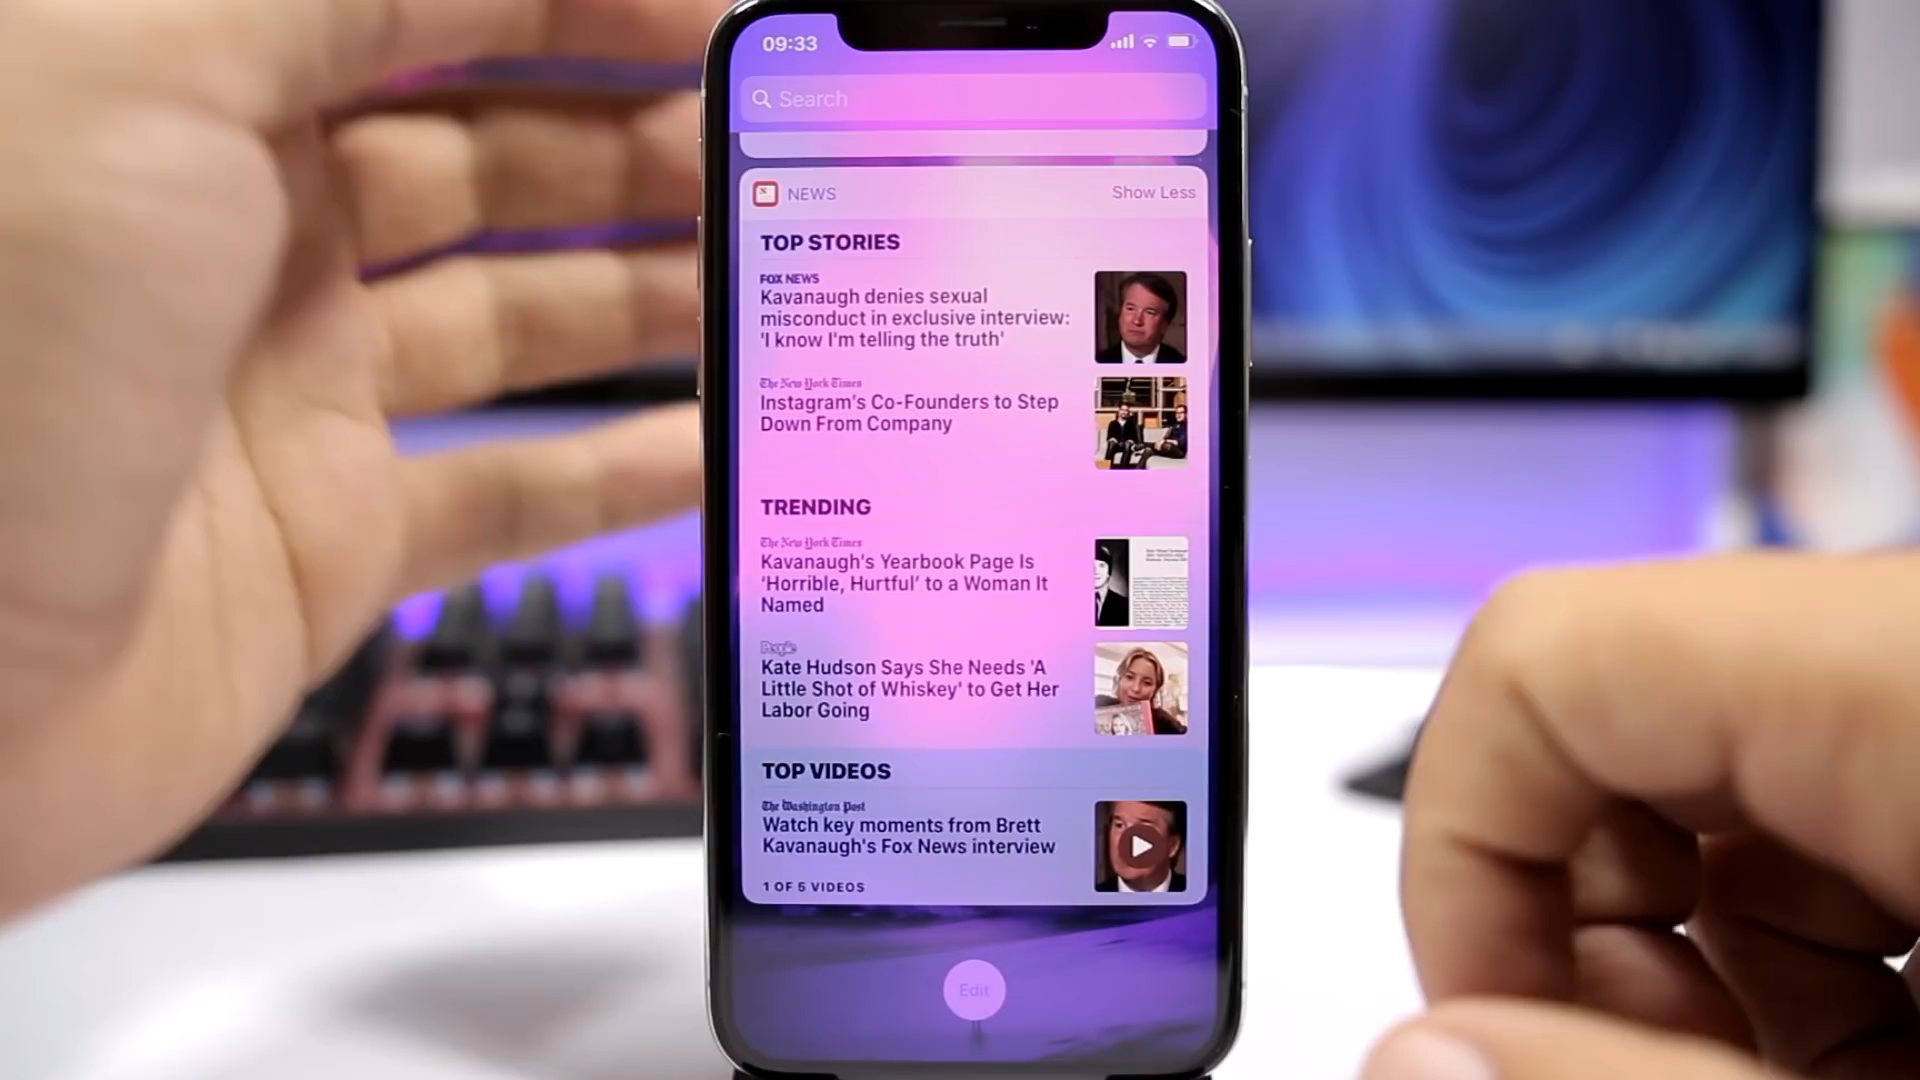 09:33
Search
NEWS
Show Less
TOP STORIES
FOX NEWS
Kavanaugh denies sexual
misconduct in exclusive interview:
'I know I'm telling the truth'
The New York Times
Instagram's Co-Founders to Step
Down From Company
TRENDING
The New York Times
Kavanaugh's Yearbook Page Is
‘Horrible, Hurtful’ to a Woman It
Named
People
Kate Hudson Says She Needs 'A
Little Shot of Whiskey' to Get Her
Labor Going
TOP VIDEOS
The Washington Post
Watch key moments from Brett
Kavanaugh's Fox News interview
1 OF 5 VIDEOS
Edit